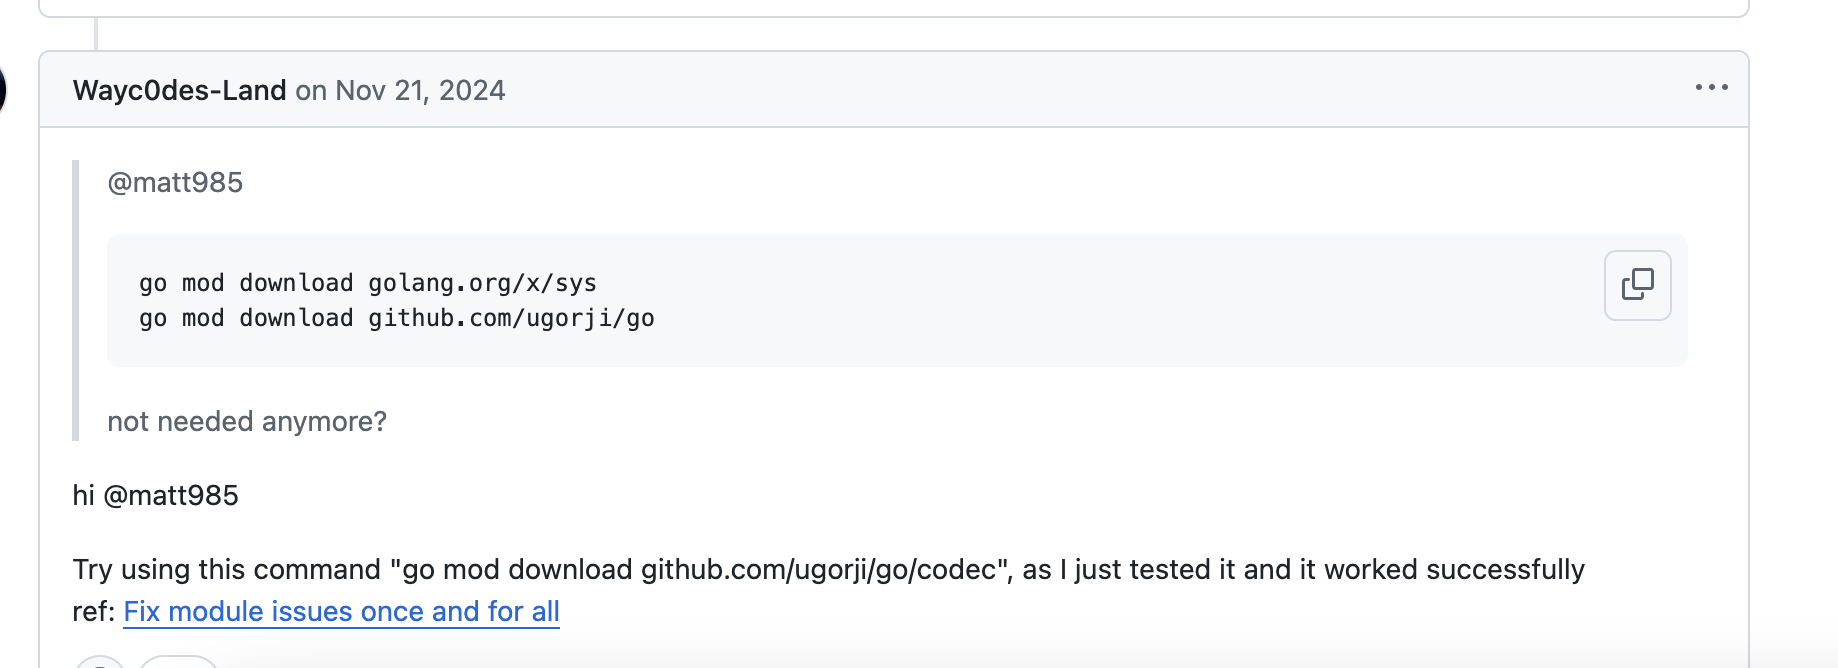 Wayc0des-Land on Nov 21, 2024
@matt985
go mod download golang.org/x/sys
go mod download github.com/ugorji/go
not needed anymore?
hi @matt985
Try using this command "go mod download github.com/ugorji/go/codec", as I just tested it and it worked successfully
ref: Fix module issues once and for all